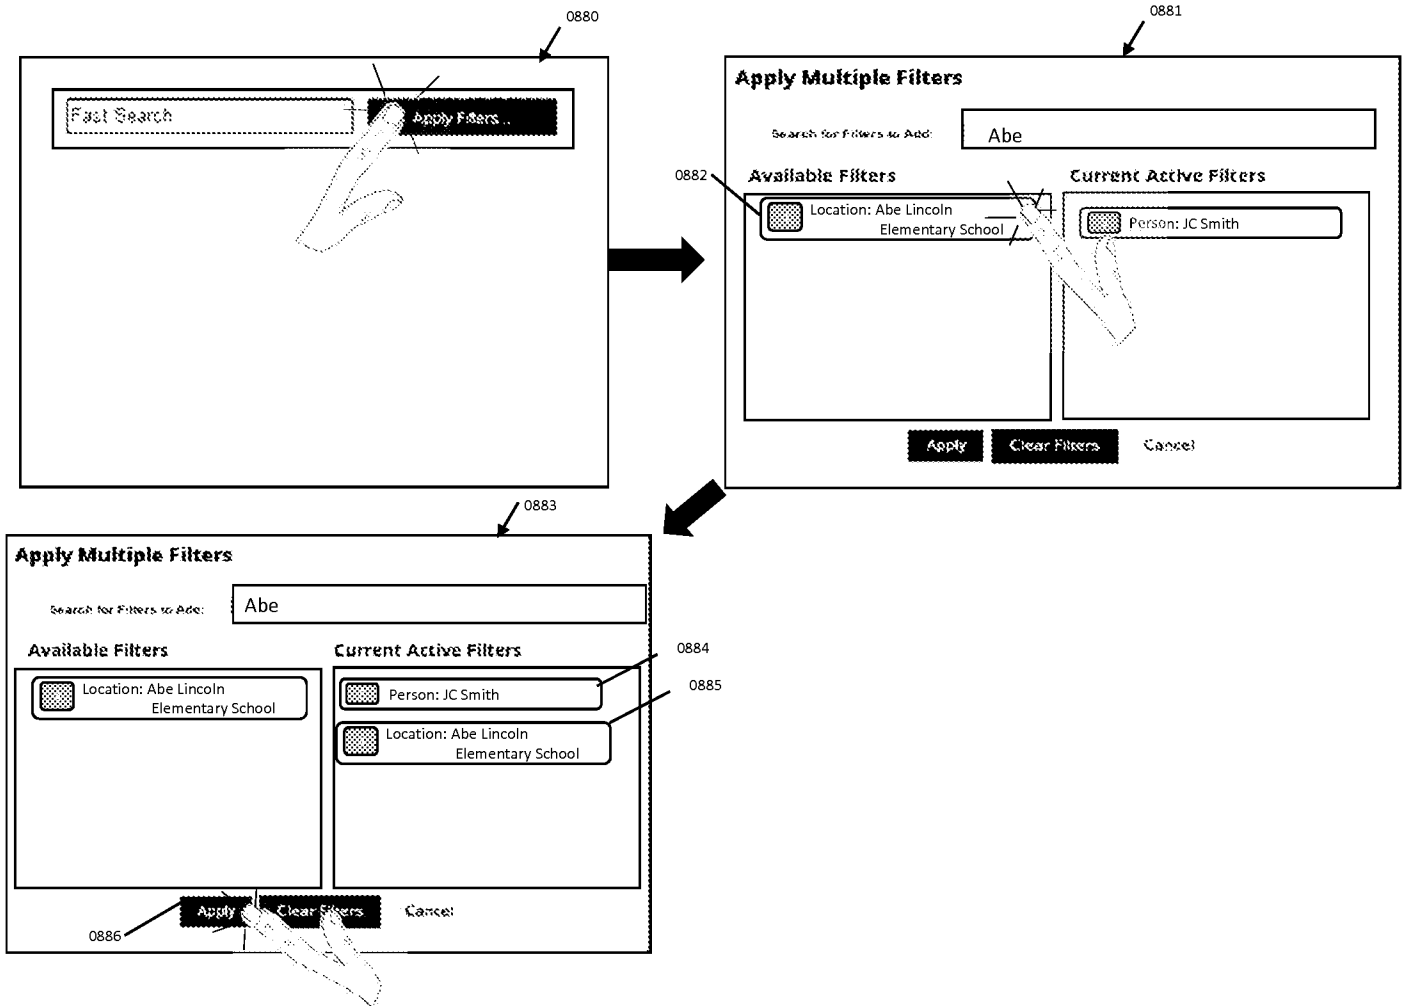 0880
Fast Search
Apply Filters...
0881
Apply Multiple Filters
Search for Filters to Add:
Abe
0882
Available Filters
Current Active Filters
Location: Abe Lincoln
Elementary School
Person: JC Smith
Apply
Clear Filters
Cancel
0883
Apply Multiple Filters
Search for Filters to Add:
Abe
Available Filters
Current Active Filters
0884
Location: Abe Lincoln
Elementary School
Person: JC Smith
0885
Location: Abe Lincoln
Elementary School
Apply
Clear Filters
Cancel
0886